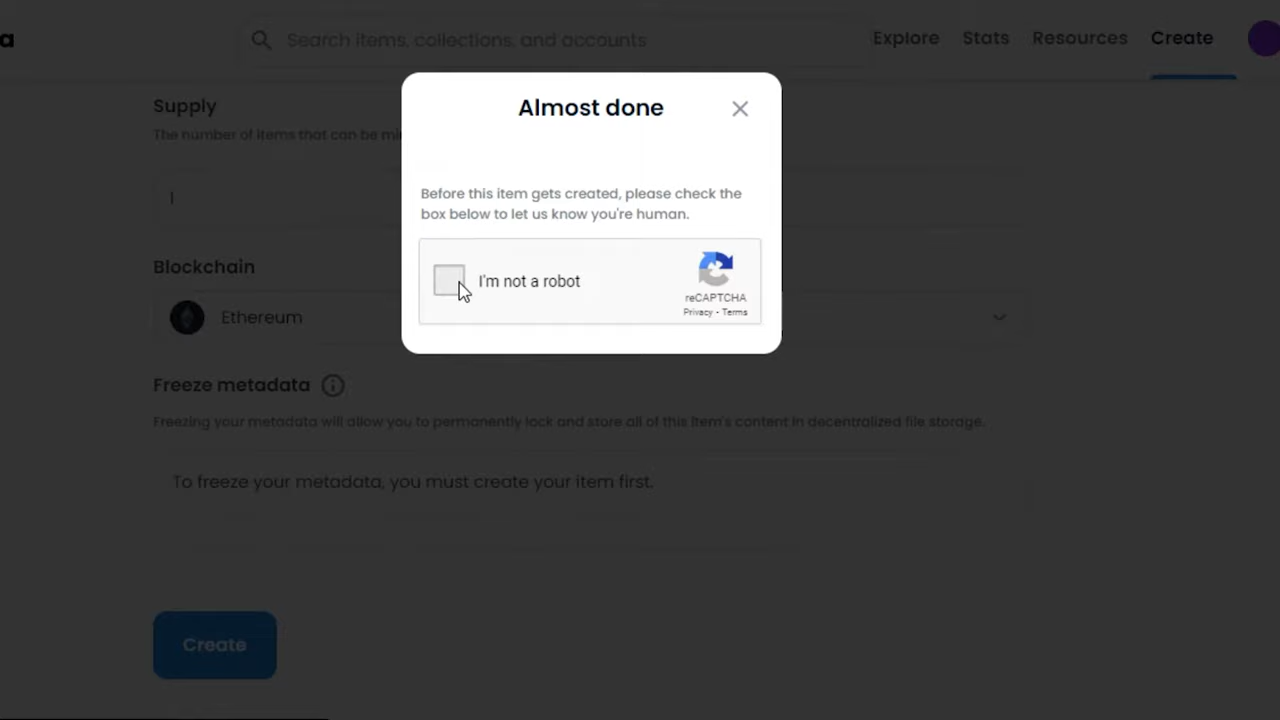 a
Search items, collections, and accounts
Explore
Stats
Resources
Create
Supply
The number of items that can be
1
Almost done
Before this item gets created, please check the
box below to let us know you're human.
I'm not a robot
reCAPTCHA
Privacy - Terms
Blockchain
Ethereum
Freeze metadata
Freezing your metadata will allow you to permanently lock and store all of this item's content in decentralized file storage.
To freeze your metadata, you must create your item first.
Create